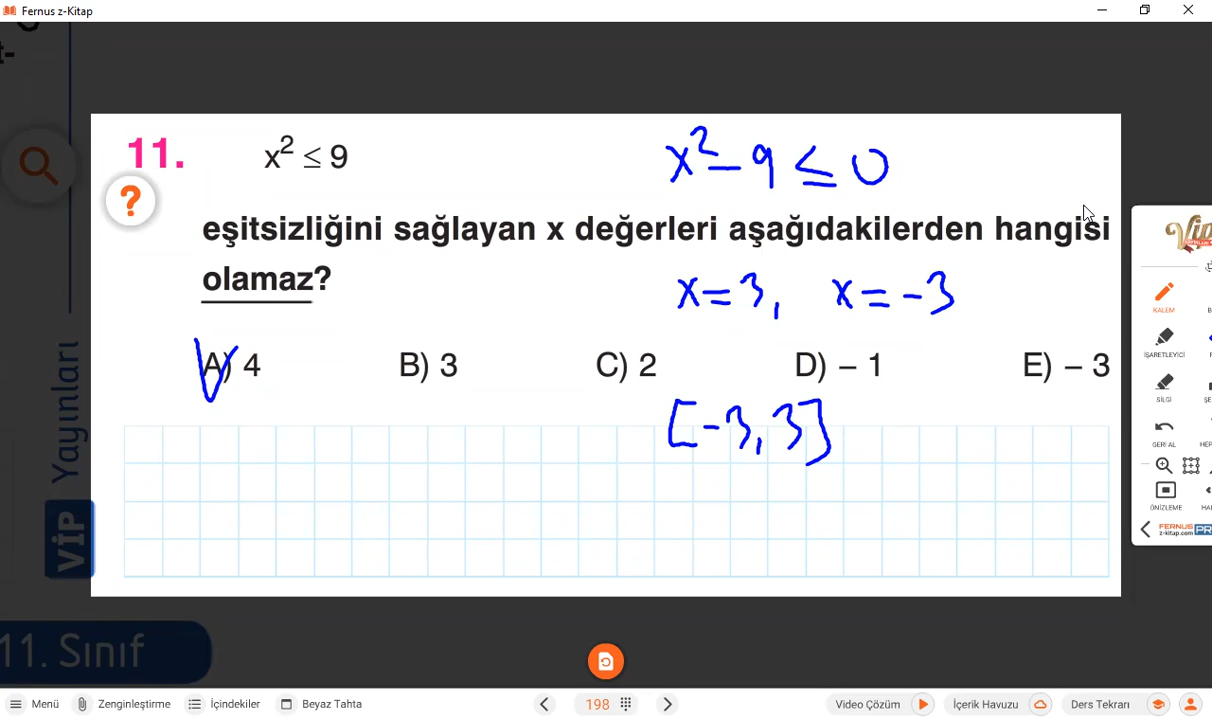 Fernus z-Kitap
11. x² ≤ 9
x² - 9 ≤ 0
?
eşitsizliğini sağlayan x değerleri aşağıdakilerden hangisi
olamaz?
x = 3, x = -3
A) 4 B) 3 C) 2 D) – 1 E) – 3
[-3, 3]
VİP Yayınları
11. Sınıf
KALEM
İŞARETLEYİCİ
SİLGİ
GERİ AL
ÖNİZLEME
FERNUS
z-kitap.com
Menü Zenginleştirme İçindekiler Beyaz Tahta 198 Video Çözüm İçerik Havuzu Ders Tekrarı